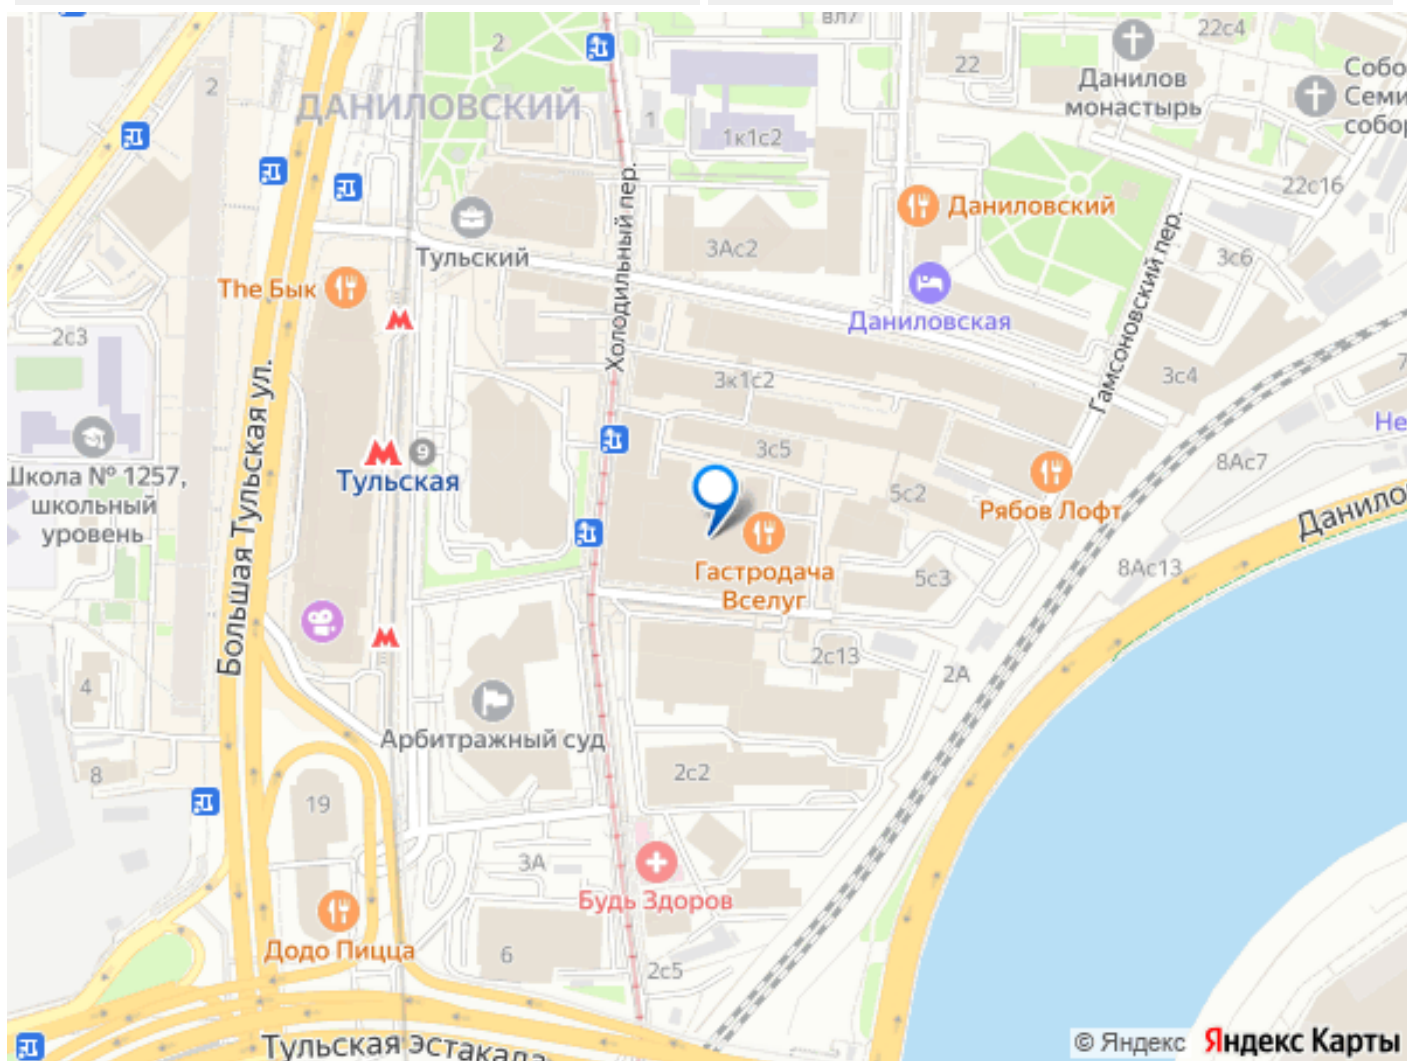 вл7
22с4
2
22
Данилов
монастырь
Собо
Семи
собор
2
ДАНИЛОВСКИЙ
1
1к1с2
22с16
Даниловский
Тульский
3Ас2
3с6
The Бык
Холодильный пер.
Гамсоновский пер.
Даниловская
2с3
3к1с2
3с4
Большая Тульская ул.
Школа № 1257,
школьный
уровень
9
Тульская
3с5
Не
8Ас7
5с2
Рябов Лофт
Данило
Гастродача
Вселуг
5с3
8Ас13
2с13
2А
4
Арбитражный суд
8
2с2
19
3А
Будь Здоров
Додо Пицца
6
2с5
Тульская эстакада
© Яндекс Яндекс Карты